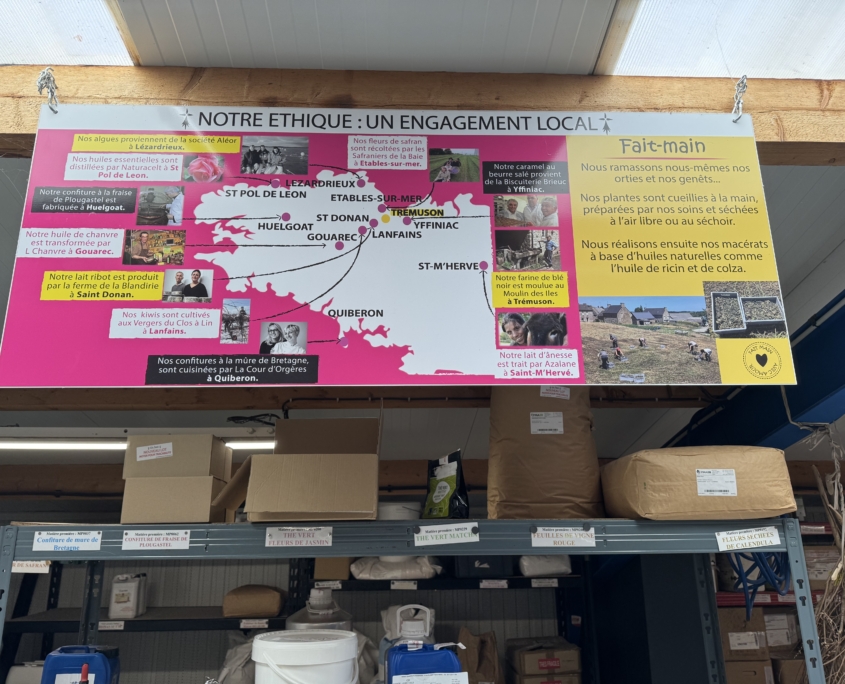 NOTRE ETHIQUE : UN ENGAGEMENT LOCAL
Nos algues proviennent de la société Aléor
à Lézardrieux.
Nos huiles essentielles sont
distillées par Naturaceil à St
Pol de Leon.
Notre confiture à la fraise
de Plougastel est
fabriquée à Huelgoat.
Notre huile de chanvre
est transformée par
L Chanvre à Gouarec.
Notre lait ribot est produit
par la ferme de la Blandirie
à Saint Donan.
Nos kiwis sont cultivés
aux Vergers du Clos à Lin
à Lanfains.
Nos confitures à la mûre de Bretagne,
sont cuisinées par La Cour d'Orgères
à Quiberon.
Nos fleurs de safran
sont récoltées par les
Safraniers de la Baie
à Etables-sur-mer.
Notre caramel au
beurre salé provient
de la Biscuiterie Brieuc
à Yffiniac.
Notre farine de blé
noir est moulue au
Moulin des Iles
à Trémuson.
Notre lait d'ânesse
est trait par Azalane
à Saint-M'Hervé.
LEZARDRIEUX
ST POL DE LEON
ETABLES-SUR-MER
TREMUSON
HUELGOAT
ST DONAN
YFFINIAC
GOUAREC
LANFAINS
ST-M'HERVE
QUIBERON
Fait-main
Nous ramassons nous-mêmes nos
orties et nos genêts...
Nos plantes sont cueillies à la main,
préparées par nos soins et séchées
à l'air libre ou au séchoir.
Nous réalisons ensuite nos macérats
à base d'huiles naturelles comme
l'huile de ricin et de colza.
FAIT MAIN
Confiture de mure de
Bretagne
CONFITURE DE FRAISE DE
PLOUGASTEL
THE VERT
FLEURS DE JASMIN
THE VERT MATCHA
FEUILLES DE VIGNE
ROUGE
FLEURS SECHEES
DE CALENDULA